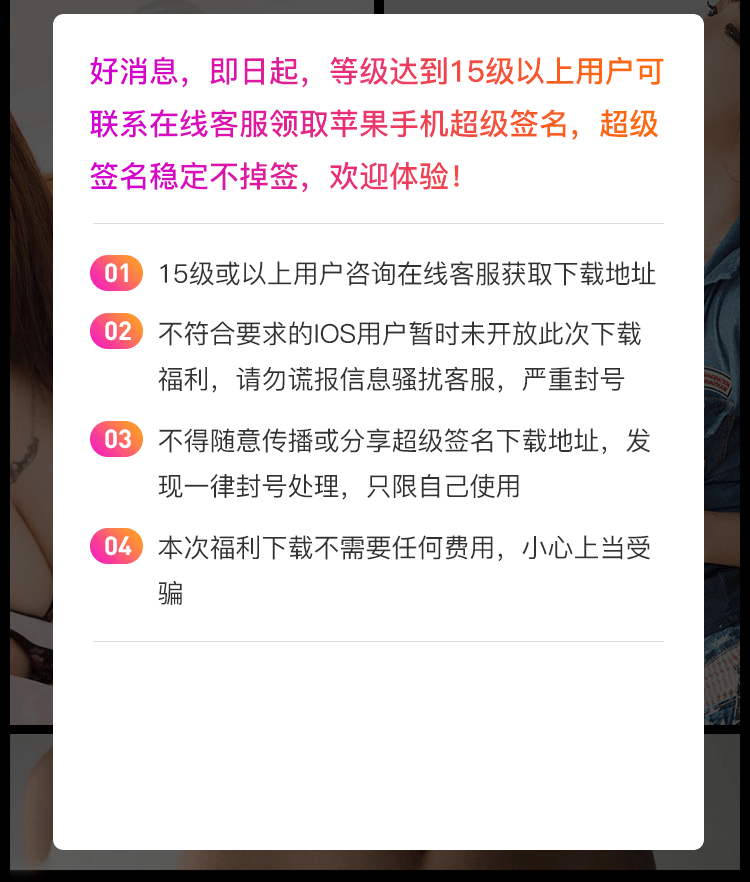 好消息，即日起，等级达到15级以上用户可
联系在线客服领取苹果手机超级签名，超级
签名稳定不掉签，欢迎体验！
01 15级或以上用户咨询在线客服获取下载地址
02 不符合要求的IOS用户暂时未开放此次下载
福利，请勿谎报信息骚扰客服，严重封号
03 不得随意传播或分享超级签名下载地址，发
现一律封号处理，只限自己使用
04 本次福利下载不需要任何费用，小心上当受
骗